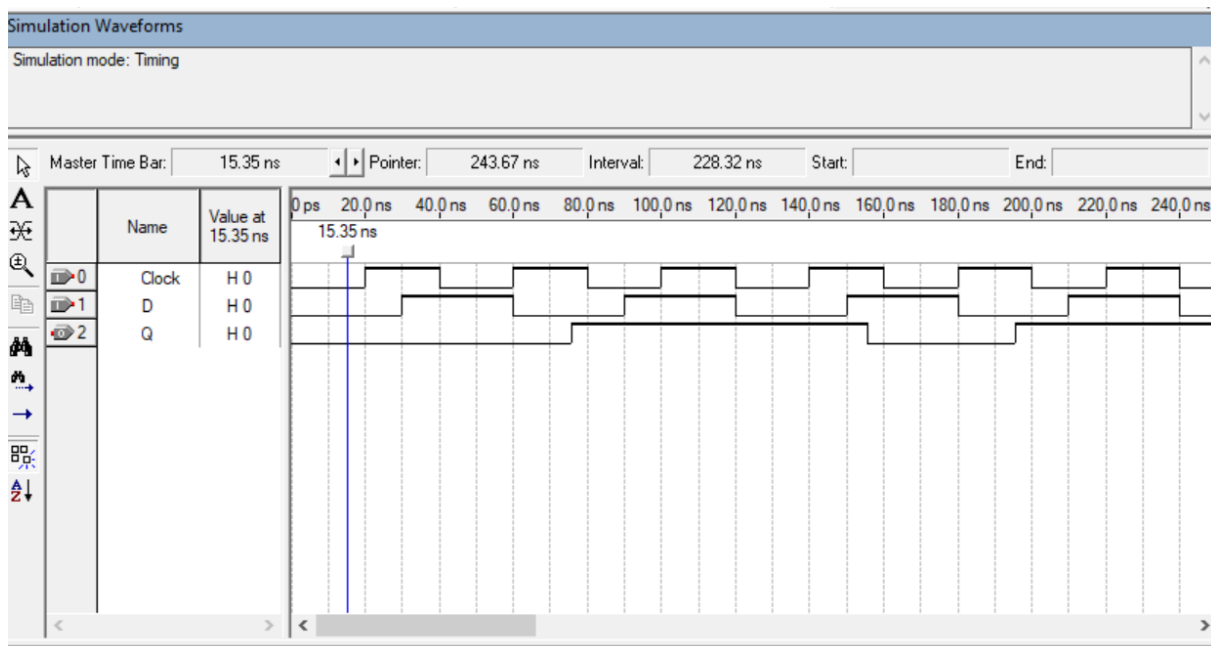 Simulation Waveforms
Simulation mode: Timing
Master Time Bar: 15.35 ns Pointer: 243.67 ns Interval: 228.32 ns Start: End:
Name Value at 15.35 ns
0 ps 20.0 ns 40.0 ns 60.0 ns 80.0 ns 100.0 ns 120.0 ns 140.0 ns 160.0 ns 180.0 ns 200.0 ns 220.0 ns 240.0 ns
15.35 ns
0 Clock H 0
1 D H 0
2 Q H 0